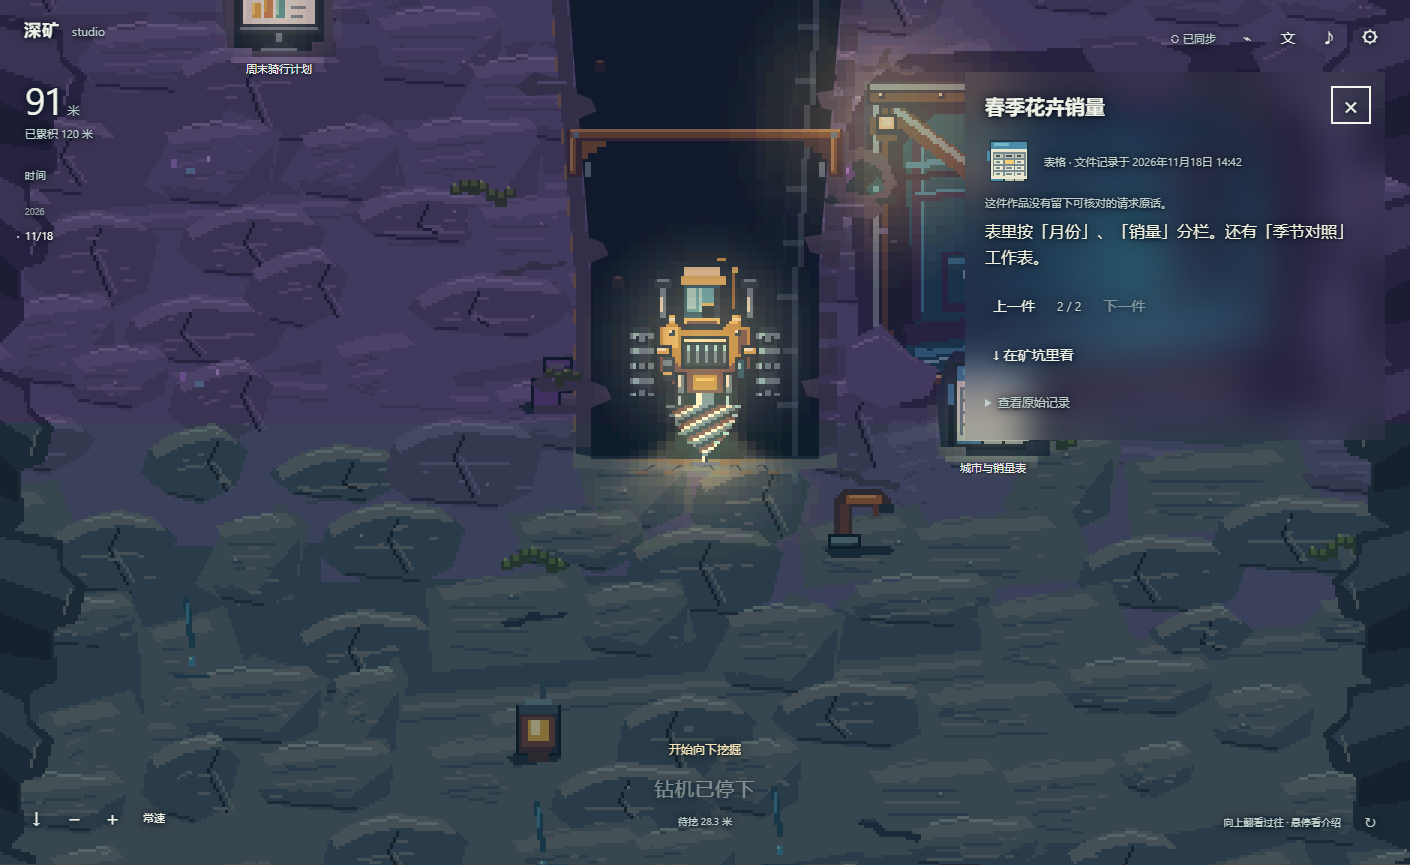 深矿 studio
周末骑行计划
91 米
已累积 120 米
时间
2026
11/18
已同步
文
春季花卉销量
表格 · 文件记录于 2026年11月18日 14:42
这件作品没有留下可核对的请求原话。
表里按「月份」、「销量」分栏。还有「季节对照」
工作表。
上一件 2 / 2 下一件
↓ 在矿坑里看
查看原始记录
城市与销量表
开始向下挖掘
钻机已停下
待挖 28.3 米
↓ − + 常速
向上翻看过往 · 悬停看介绍